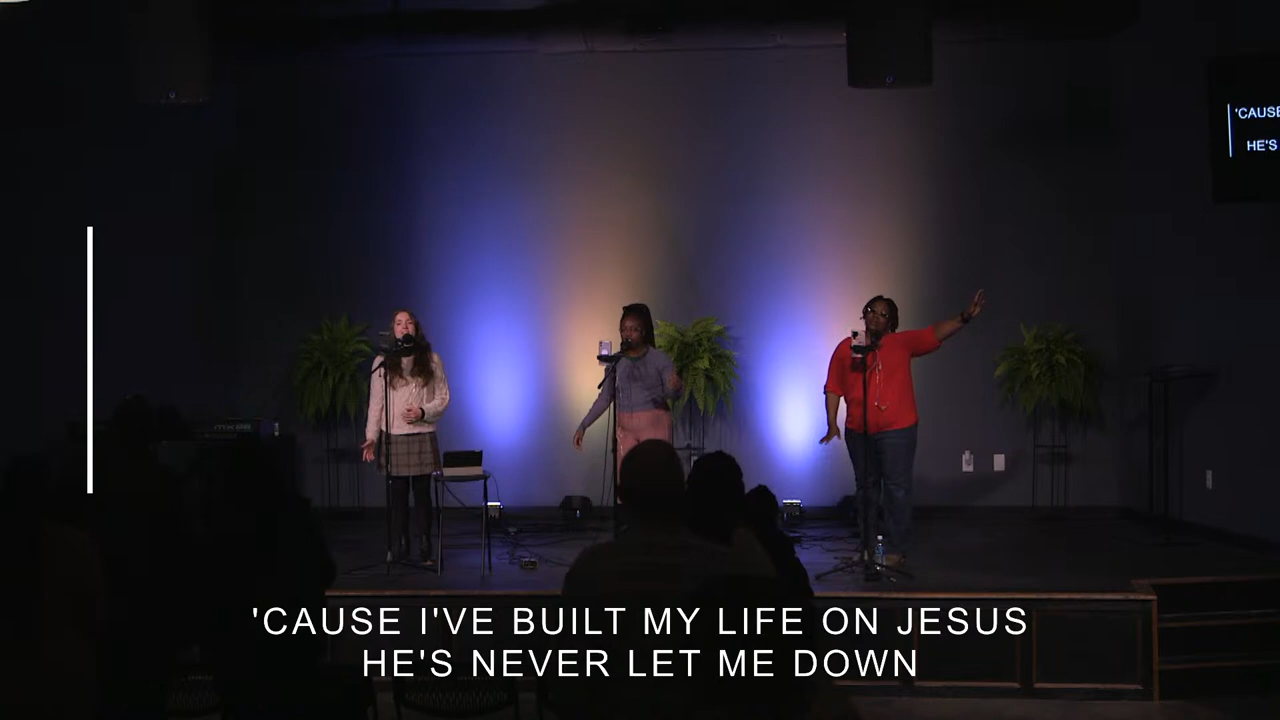 'CAUSE
HE'S
'CAUSE I'VE BUILT MY LIFE ON JESUS
HE'S NEVER LET ME DOWN